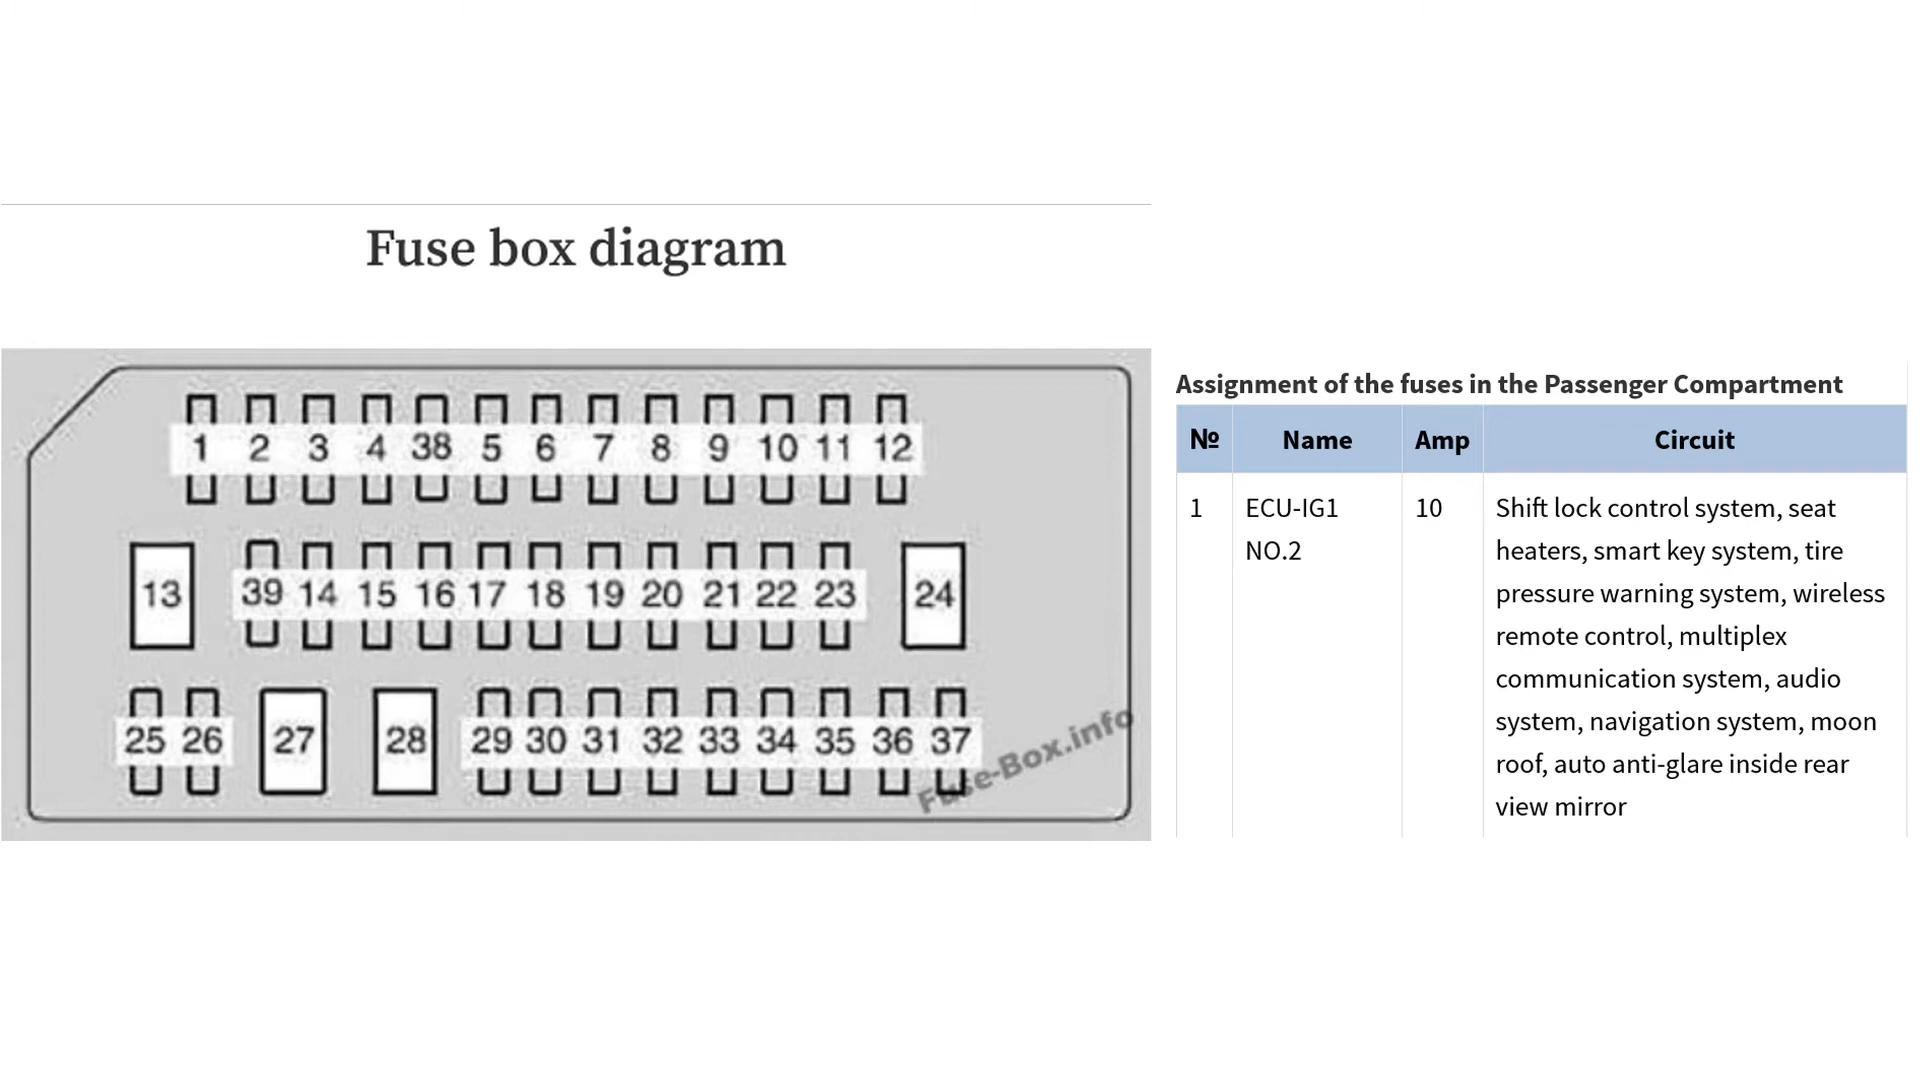 Fuse box diagram
1 2 3 4 38 5 6 7 8 9 10 11 12
13 39 14 15 16 17 18 19 20 21 22 23 24
25 26 27 28 29 30 31 32 33 34 35 36 37
Fuse-Box.info
Assignment of the fuses in the Passenger Compartment
№ Name Amp Circuit
1 ECU-IG1 10 Shift lock control system, seat
NO.2 heaters, smart key system, tire
pressure warning system, wireless
remote control, multiplex
communication system, audio
system, navigation system, moon
roof, auto anti-glare inside rear
view mirror